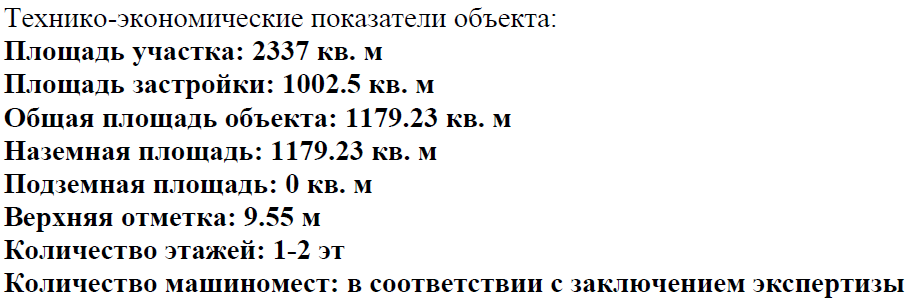 Технико-экономические показатели объекта:
Площадь участка: 2337 кв. м
Площадь застройки: 1002.5 кв. м
Общая площадь объекта: 1179.23 кв. м
Наземная площадь: 1179.23 кв. м
Подземная площадь: 0 кв. м
Верхняя отметка: 9.55 м
Количество этажей: 1-2 эт
Количество машиномест: в соответствии с заключением экспертизы